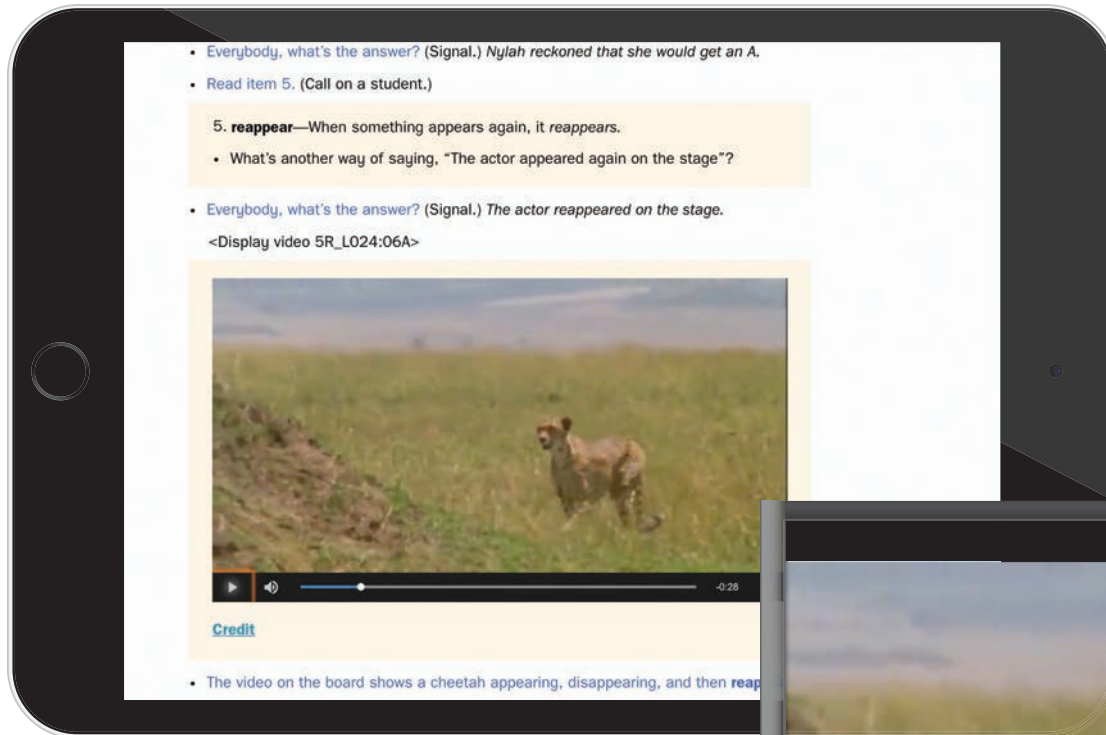 • Everybody, what's the answer? (Signal.) Nylah reckoned that she would get an A.
• Read item 5. (Call on a student.)
5. reappear—When something appears again, it reappears.
• What's another way of saying, “The actor appeared again on the stage”?
• Everybody, what's the answer? (Signal.) The actor reappeared on the stage.
<Display video 5R_L024:06A>
-0:28
Credit
• The video on the board shows a cheetah appearing, disappearing, and then